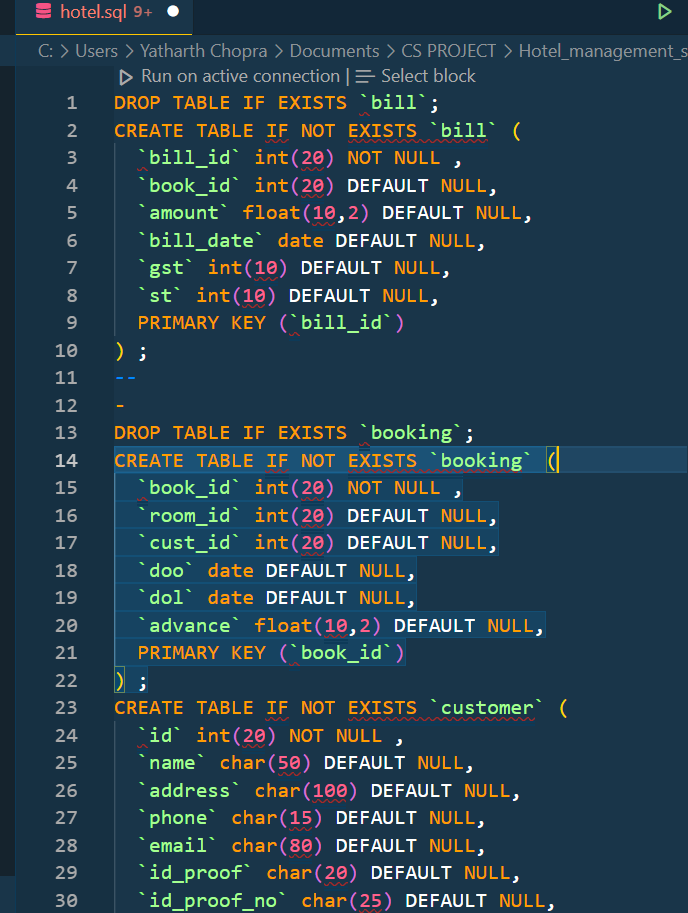 hotel.sql 9+
C: > Users > Yatharth Chopra > Documents > CS PROJECT > Hotel_management_s
Run on active connection | Select block
1 DROP TABLE IF EXISTS `bill`;
2 CREATE TABLE IF NOT EXISTS `bill` (
3 `bill_id` int(20) NOT NULL ,
4 `book_id` int(20) DEFAULT NULL,
5 `amount` float(10,2) DEFAULT NULL,
6 `bill_date` date DEFAULT NULL,
7 `gst` int(10) DEFAULT NULL,
8 `st` int(10) DEFAULT NULL,
9 PRIMARY KEY (`bill_id`)
10 ) ;
11 --
12 -
13 DROP TABLE IF EXISTS `booking`;
14 CREATE TABLE IF NOT EXISTS `booking` (
15 `book_id` int(20) NOT NULL ,
16 `room_id` int(20) DEFAULT NULL,
17 `cust_id` int(20) DEFAULT NULL,
18 `doo` date DEFAULT NULL,
19 `dol` date DEFAULT NULL,
20 `advance` float(10,2) DEFAULT NULL,
21 PRIMARY KEY (`book_id`)
22 ) ;
23 CREATE TABLE IF NOT EXISTS `customer` (
24 `id` int(20) NOT NULL ,
25 `name` char(50) DEFAULT NULL,
26 `address` char(100) DEFAULT NULL,
27 `phone` char(15) DEFAULT NULL,
28 `email` char(80) DEFAULT NULL,
29 `id_proof` char(20) DEFAULT NULL,
30 `id_proof_no` char(25) DEFAULT NULL,